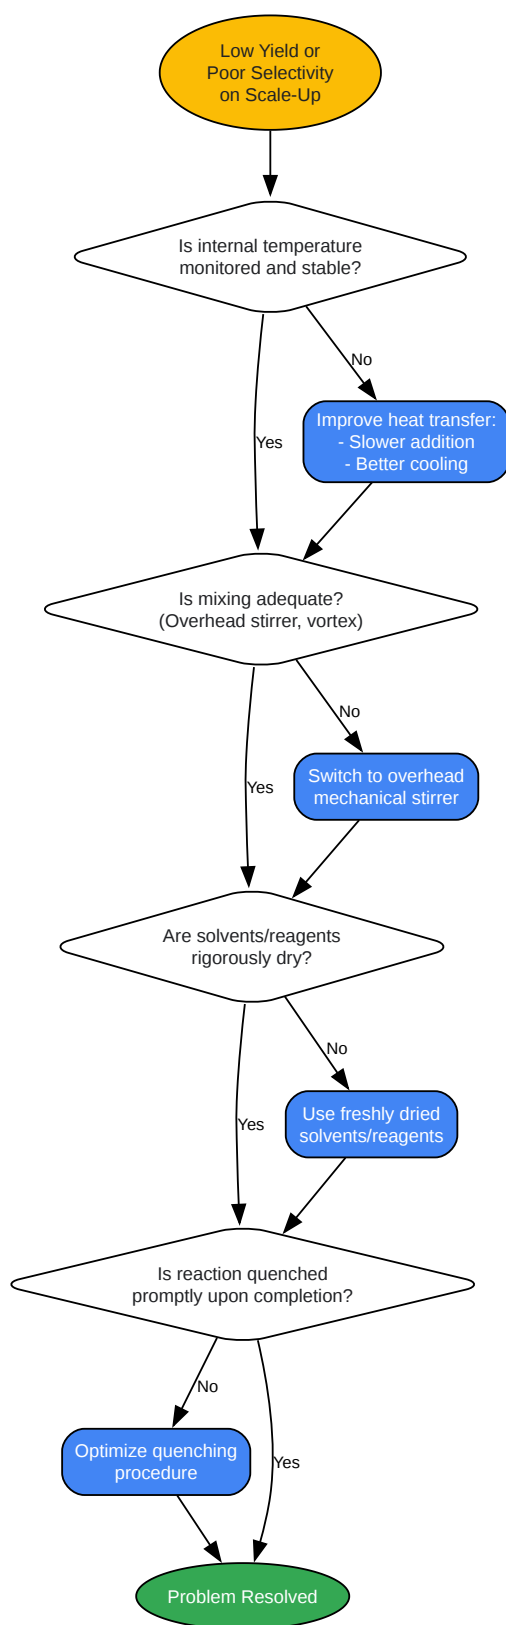 Low Yield or
Poor Selectivity
on Scale-Up
Is internal temperature
monitored and stable?
No
Improve heat transfer:
- Slower addition
- Better cooling
Yes
Is mixing adequate?
(Overhead stirrer, vortex)
No
Switch to overhead
mechanical stirrer
Yes
Are solvents/reagents
rigorously dry?
No
Use freshly dried
solvents/reagents
Yes
Is reaction quenched
promptly upon completion?
No
Optimize quenching
procedure
Yes
Problem Resolved